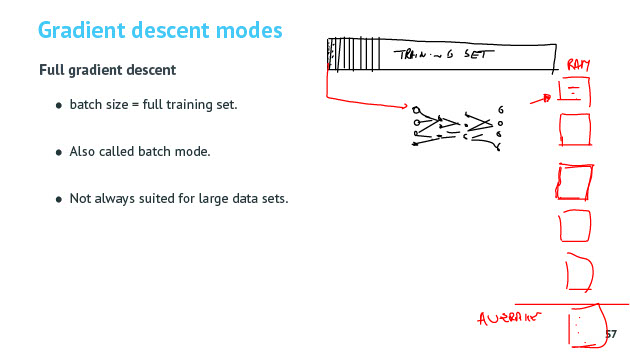 Gradient descent modes
Full gradient descent
● batch size = full training set.
● Also called batch mode.
● Not always suited for large data sets.
TRAINING SET
RAM
AVERAGE
57